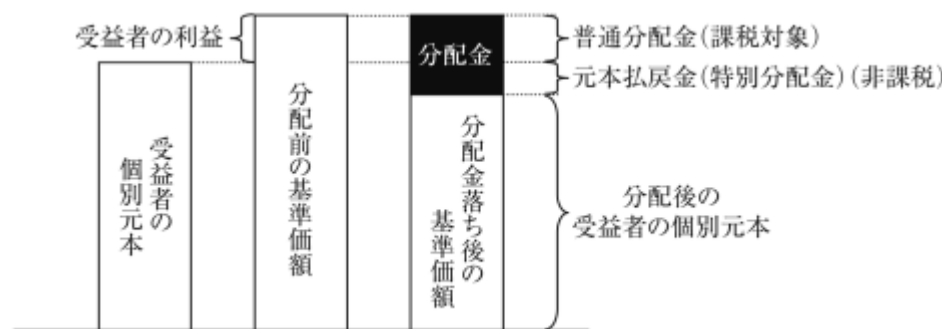 受益者の利益
分配金
普通分配金(課税対象)
元本払戻金(特別分配金)(非課税)
受益者の
個別元本
分配前の基準価額
分配金落ち後の
基準価額
分配後の
受益者の個別元本